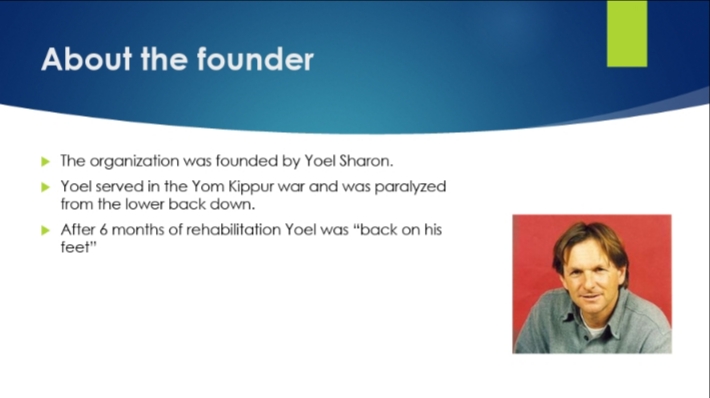 About the founder
The organization was founded by Yoel Sharon.
Yoel served in the Yom Kippur war and was paralyzed
from the lower back down.
After 6 months of rehabilitation Yoel was “back on his
feet”